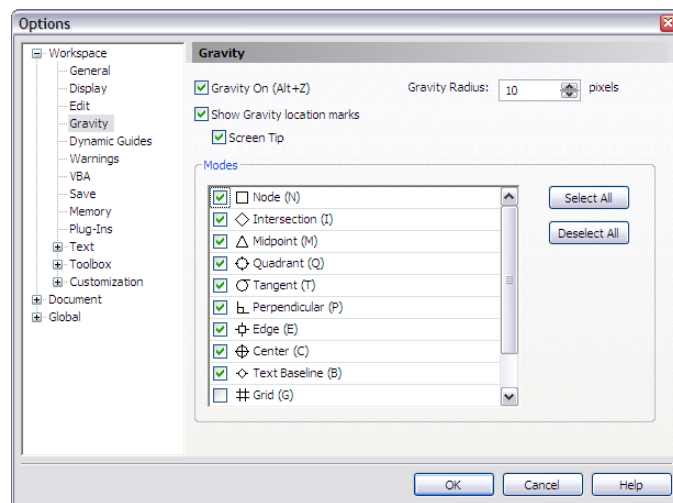 Options
Workspace
General
Display
Edit
Gravity
Dynamic Guides
Warnings
VBA
Save
Memory
Plug-Ins
Text
Toolbox
Customization
Document
Global
Gravity
Gravity On (Alt+Z)
Gravity Radius: 10 pixels
Show Gravity location marks
Screen Tip
Modes
Node (N)
Intersection (I)
Midpoint (M)
Quadrant (Q)
Tangent (T)
Perpendicular (P)
Edge (E)
Center (C)
Text Baseline (B)
Grid (G)
Select All
Deselect All
OK Cancel Help